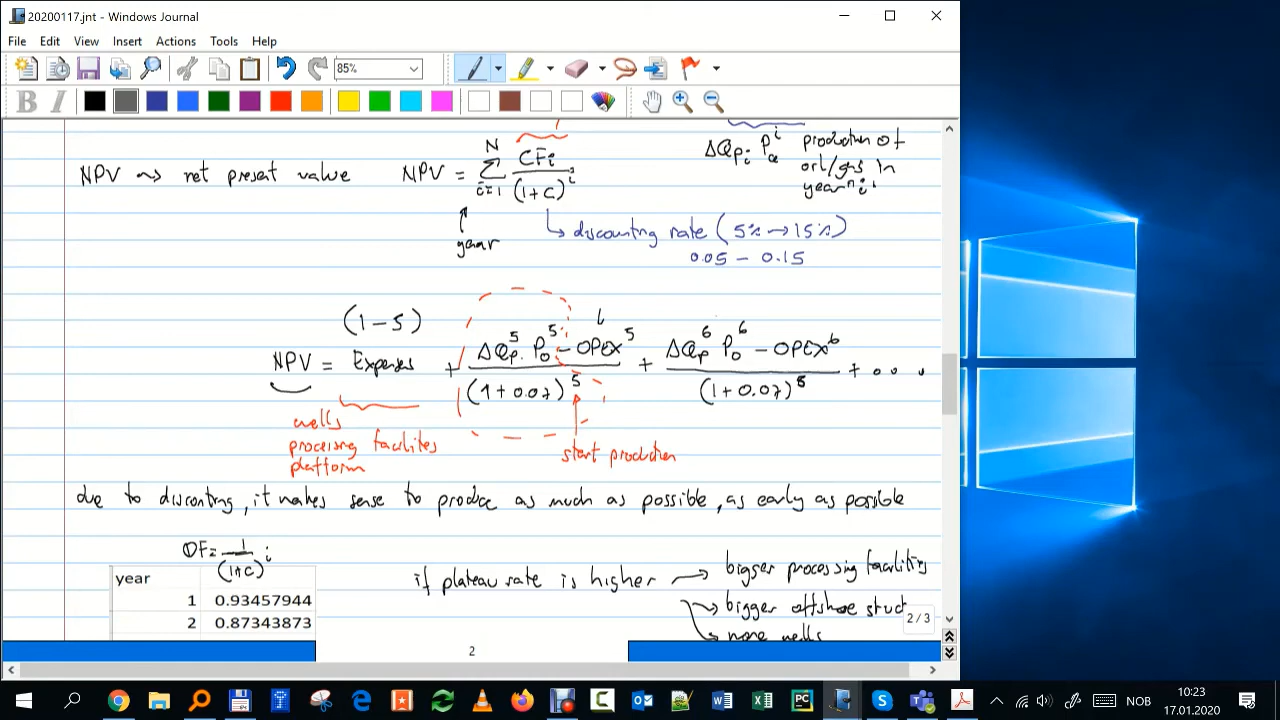 20200117.jnt - Windows Journal
File Edit View Insert Actions Tools Help
85%
B I
NPV ⇝ net present value
NPV = N Σ i=1 CFi / (1+C)^i
ΔQpi Po^i
production of
oil/gas in
year "i"
year
discounting rate (5% → 15%)
0.05 – 0.15
(1–5)
NPV = Expenses + (ΔQp^5 · Po^5 – OPEX^5) / (1+0.07)^5 + (ΔQp^6 Po^6 – OPEX^6) / (1+0.07)^6 + . . .
wells
processing facilites
platform
start production
due to disconting, it makes sense to produce as much as possible, as early as possible
DF = 1 / (1+C)^i
year
1 0.93457944
2 0.87343873
if plateau rate is higher → bigger processing facilities
→ bigger offshore struct
→ more wells
2 / 3
2
NOB
10:23
17.01.2020